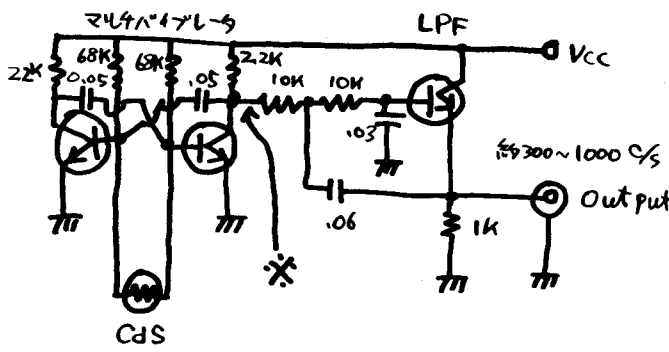 マルチバイブレータ
LPF
22K
68K
68K
2.2K
Vcc
0.05
.05
10K
10K
.03
約300~1000 c/s
Output
.06
1K
※
CdS